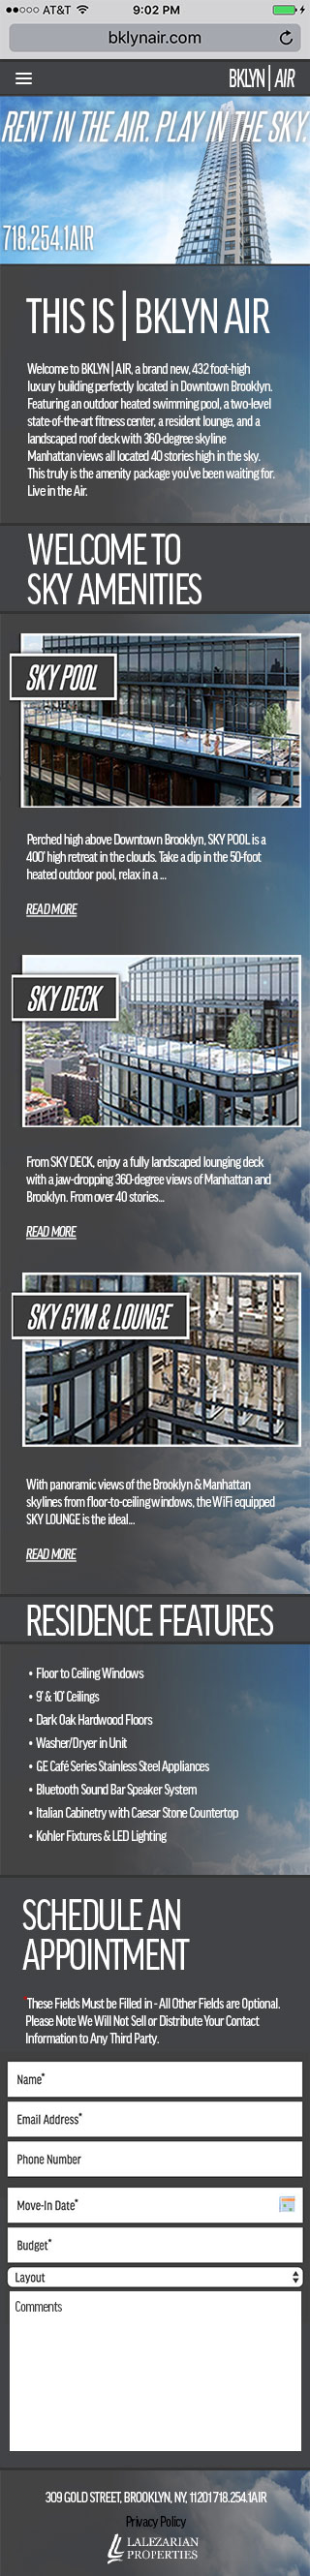 AT&T 9:02 PM
bklynair.com
BKLYN | AIR
RENT IN THE AIR. PLAY IN THE SKY.
718.254.1AIR
THIS IS | BKLYN AIR
Welcome to BKLYN | AIR, a brand new, 432 foot-high
luxury building perfectly located in Downtown Brooklyn.
Featuring an outdoor heated swimming pool, a two-level
state-of-the-art fitness center, a resident lounge, and a
landscaped roof deck with 360-degree skyline
Manhattan views all located 40 stories high in the sky.
This truly is the amenity package you've been waiting for.
Live in the Air.
WELCOME TO
SKY AMENITIES
SKY POOL
Perched high above Downtown Brooklyn, SKY POOL is a
400' high retreat in the clouds. Take a dip in the 50-foot
heated outdoor pool, relax in a ...
READ MORE
SKY DECK
From SKY DECK, enjoy a fully landscaped lounging deck
with a jaw-dropping 360-degree views of Manhattan and
Brooklyn. From over 40 stories...
READ MORE
SKY GYM & LOUNGE
With panoramic views of the Brooklyn & Manhattan
skylines from floor-to-ceiling windows, the WiFi equipped
SKY LOUNGE is the ideal...
READ MORE
RESIDENCE FEATURES
• Floor to Ceiling Windows
• 9' & 10' Ceilings
• Dark Oak Hardwood Floors
• Washer/Dryer in Unit
• GE Café Series Stainless Steel Appliances
• Bluetooth Sound Bar Speaker System
• Italian Cabinetry with Caesar Stone Countertop
• Kohler Fixtures & LED Lighting
SCHEDULE AN
APPOINTMENT
*These Fields Must be Filled in - All Other Fields are Optional.
Please Note We Will Not Sell or Distribute Your Contact
Information to Any Third Party.
Name*
Email Address*
Phone Number
Move-In Date*
Budget*
Layout
Comments
309 GOLD STREET, BROOKLYN, NY, 11201 718.254.1AIR
Privacy Policy
LALEZARIAN
PROPERTIES